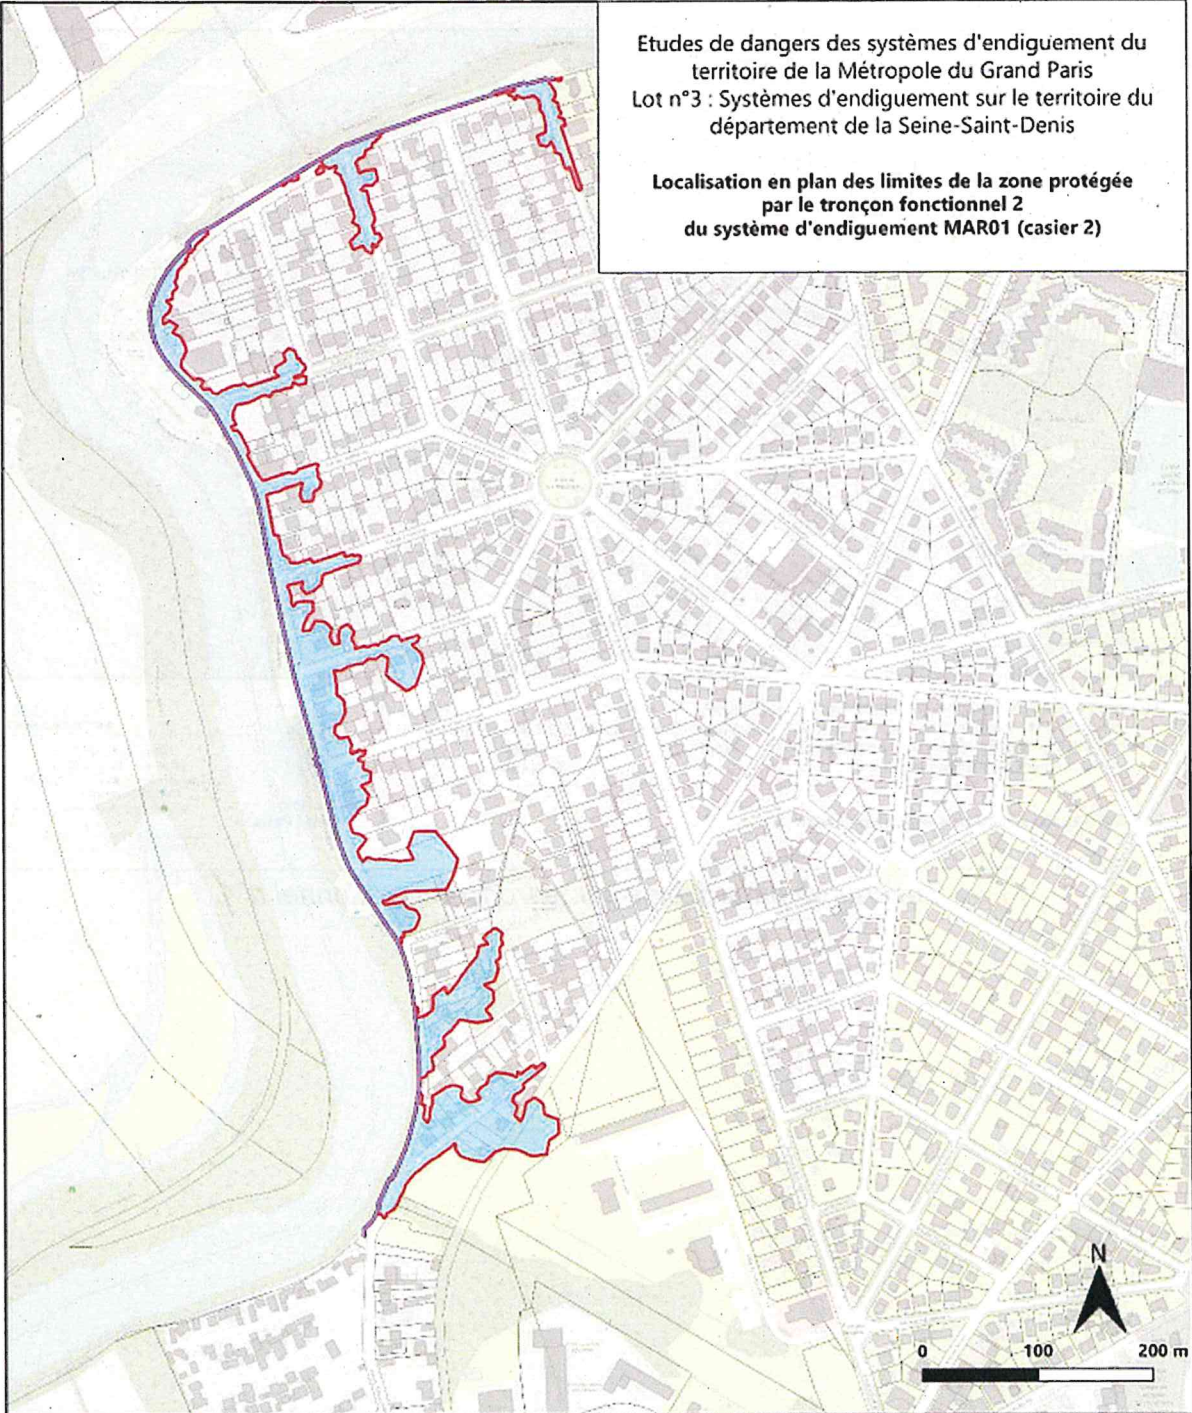 Etudes de dangers des systèmes d'endiguement du
territoire de la Métropole du Grand Paris
Lot n°3 : Systèmes d'endiguement sur le territoire du
département de la Seine-Saint-Denis
Localisation en plan des limites de la zone protégée
par le tronçon fonctionnel 2
du système d'endiguement MAR01 (casier 2)
N
0 100 200 m